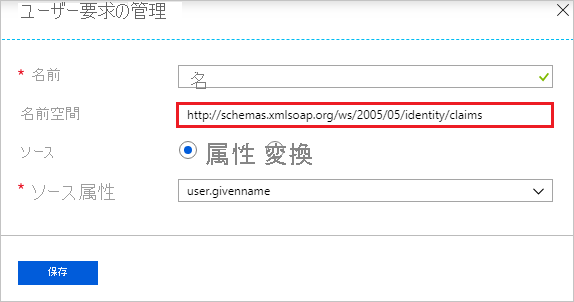 ユーザー要求の管理
* 名前
名
名前空間
http://schemas.xmlsoap.org/ws/2005/05/identity/claims
ソース
属性 変換
* ソース属性
user.givenname
保存